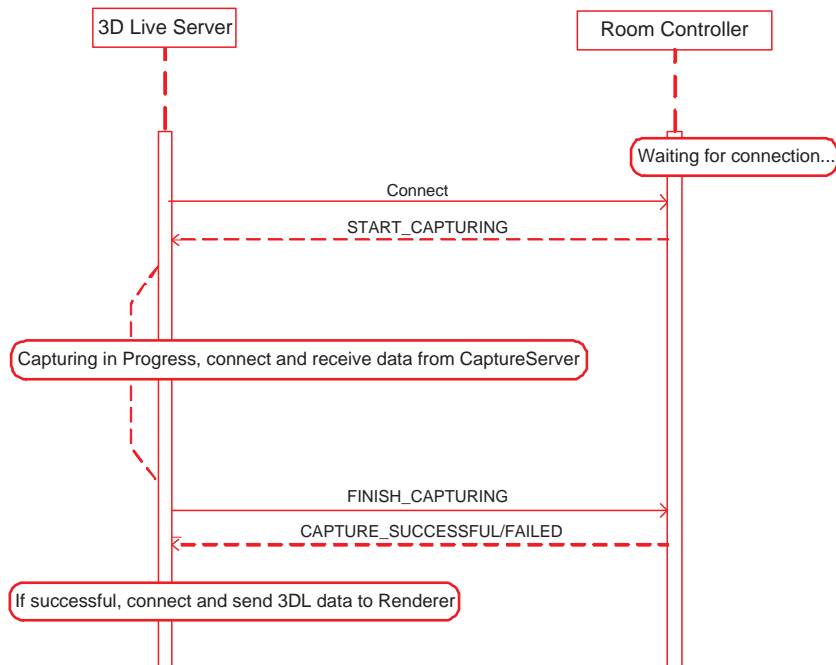 3D Live Server
Room Controller
Waiting for connection...
Connect
START_CAPTURING
Capturing in Progress, connect and receive data from CaptureServer
FINISH_CAPTURING
CAPTURE_SUCCESSFUL/FAILED
If successful, connect and send 3DL data to Renderer